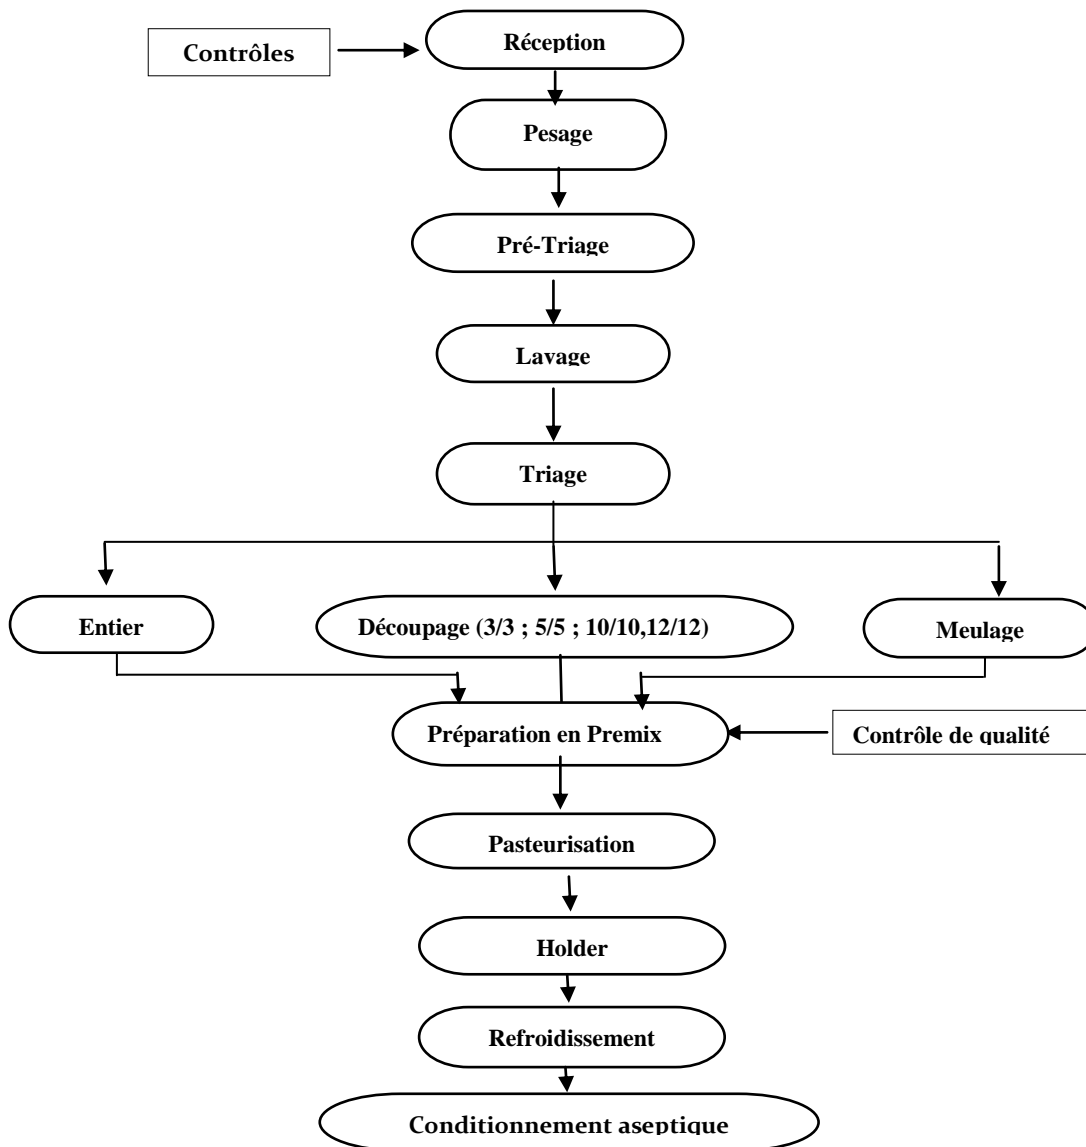 Réception
Contrôles
Pesage
Pré-Triage
Lavage
Triage
Entier
Découpage (3/3 ; 5/5 ; 10/10,12/12)
Meulage
Préparation en Premix
Contrôle de qualité
Pasteurisation
Holder
Refroidissement
Conditionnement aseptique